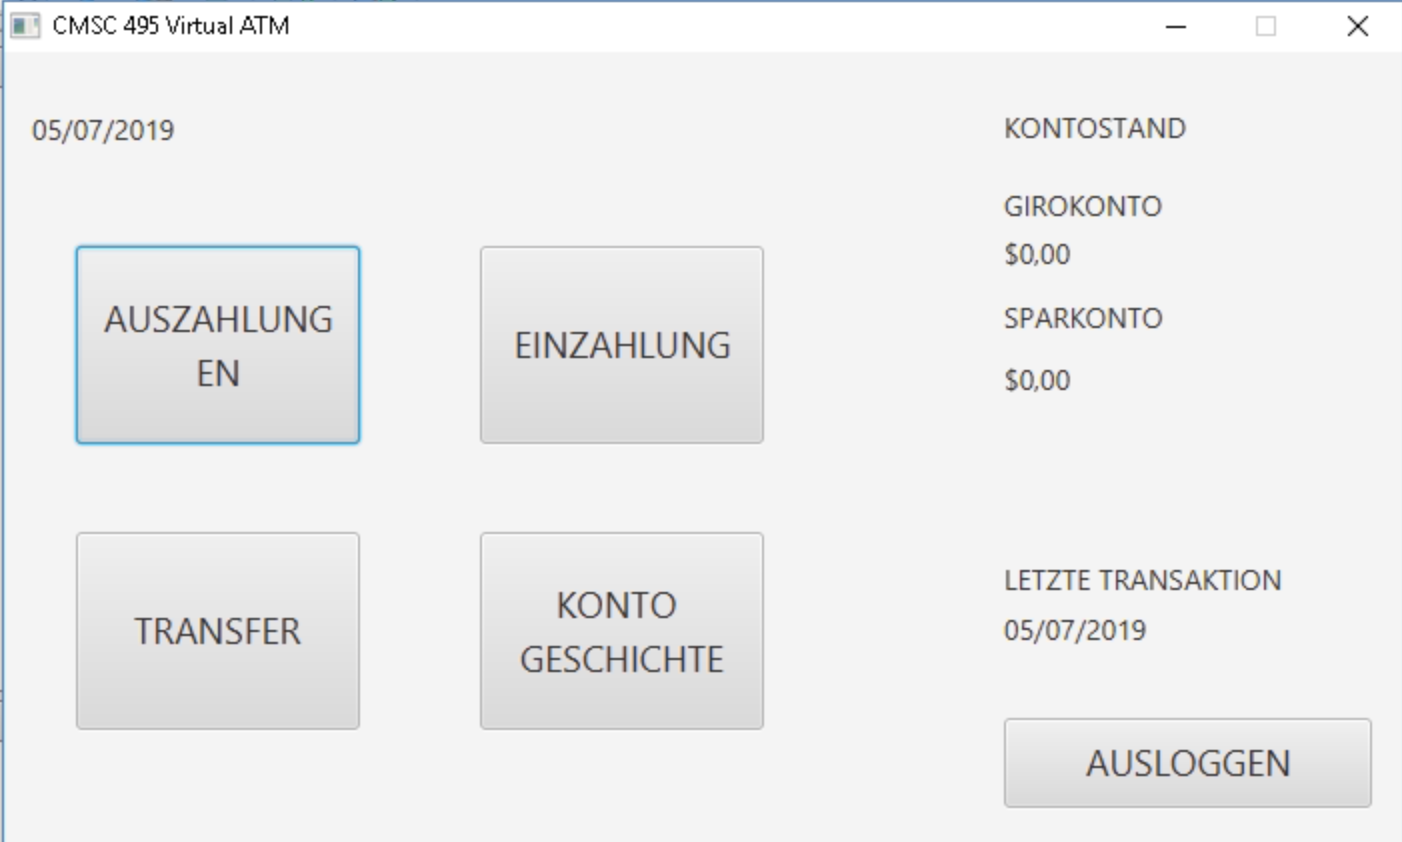 CMSC 495 Virtual ATM
05/07/2019
KONTOSTAND
GIROKONTO
$0,00
SPARKONTO
$0,00
AUSZAHLUNG
EN
EINZAHLUNG
TRANSFER
KONTO
GESCHICHTE
LETZTE TRANSAKTION
05/07/2019
AUSLOGGEN